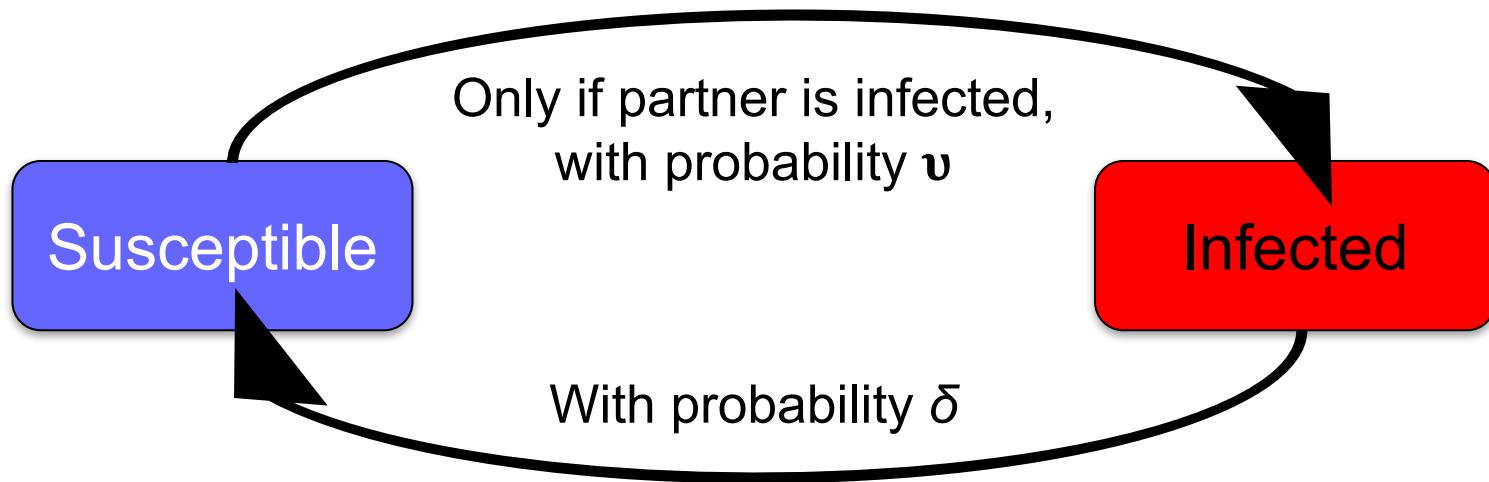 Only if partner is infected,
with probability υ
Susceptible
Infected
With probability δ